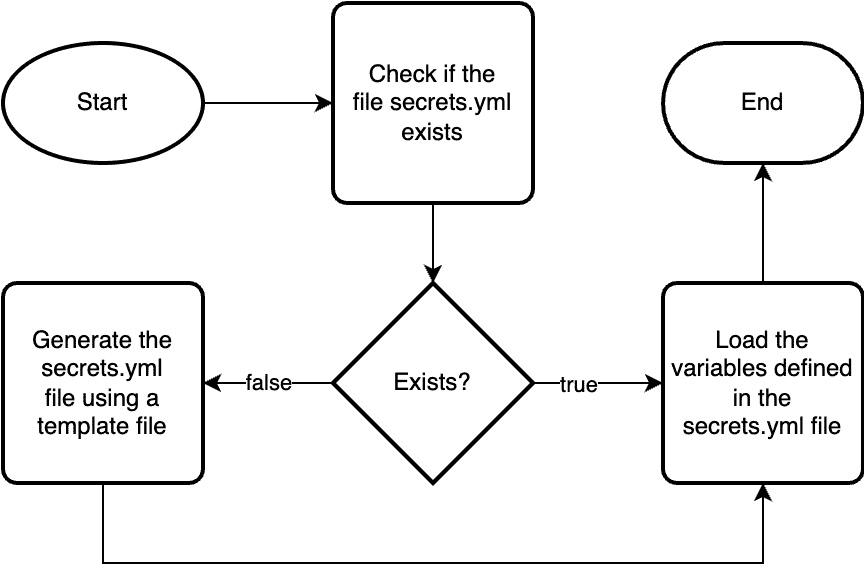 Start
Check if the
file secrets.yml
exists
End
Generate the
secrets.yml
file using a
template file
false
Exists?
true
Load the
variables defined
in the
secrets.yml file